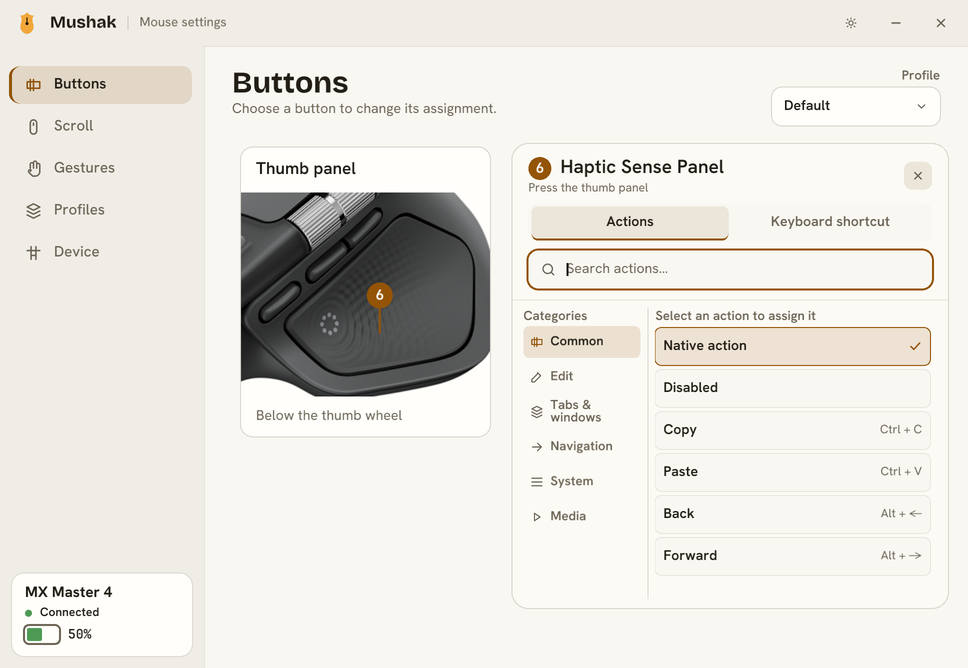 Mushak
Mouse settings
Buttons
Scroll
Gestures
Profiles
Device
MX Master 4
Connected
50%
Buttons
Choose a button to change its assignment.
Profile
Default
Thumb panel
6
Below the thumb wheel
6 Haptic Sense Panel
Press the thumb panel
Actions
Keyboard shortcut
Search actions...
Categories
Common
Edit
Tabs &
windows
Navigation
System
Media
Select an action to assign it
Native action
Disabled
Copy Ctrl + C
Paste Ctrl + V
Back Alt + ←
Forward Alt + →